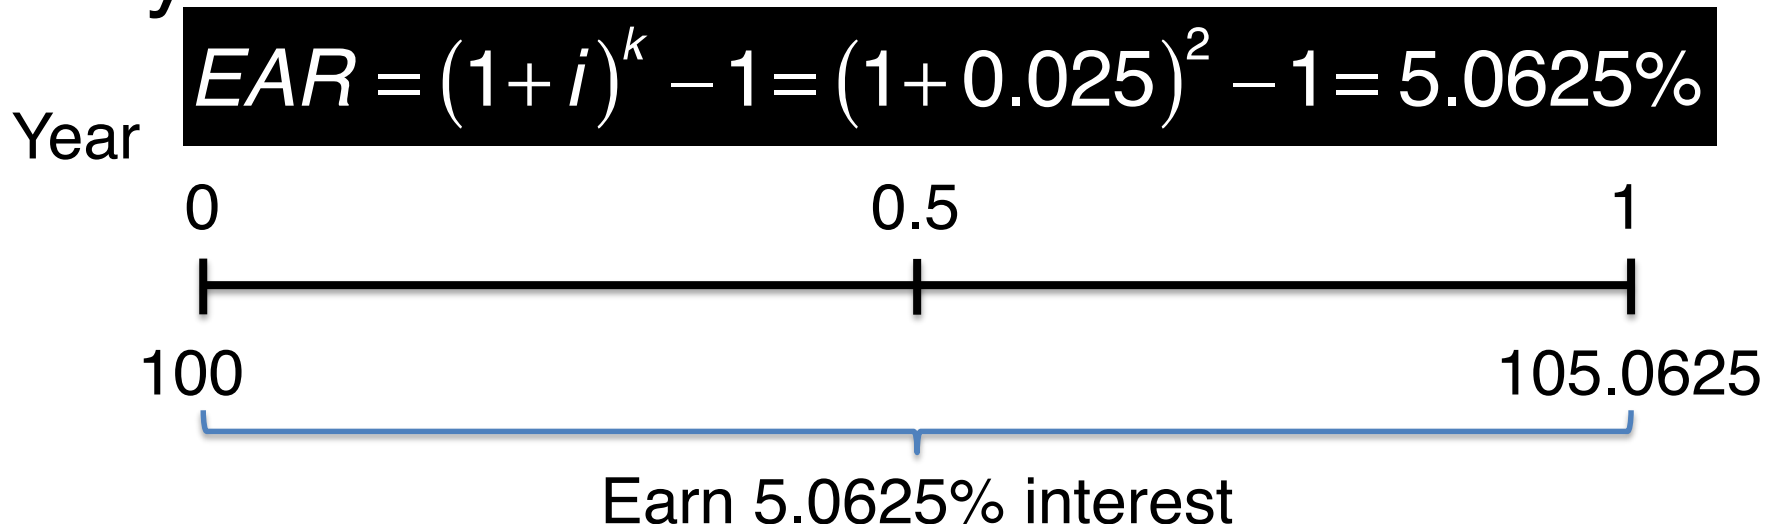 EAR = (1+ i)^k − 1 = (1+ 0.025)^2 − 1 = 5.0625%
Year
0 0.5 1
100 105.0625
Earn 5.0625% interest